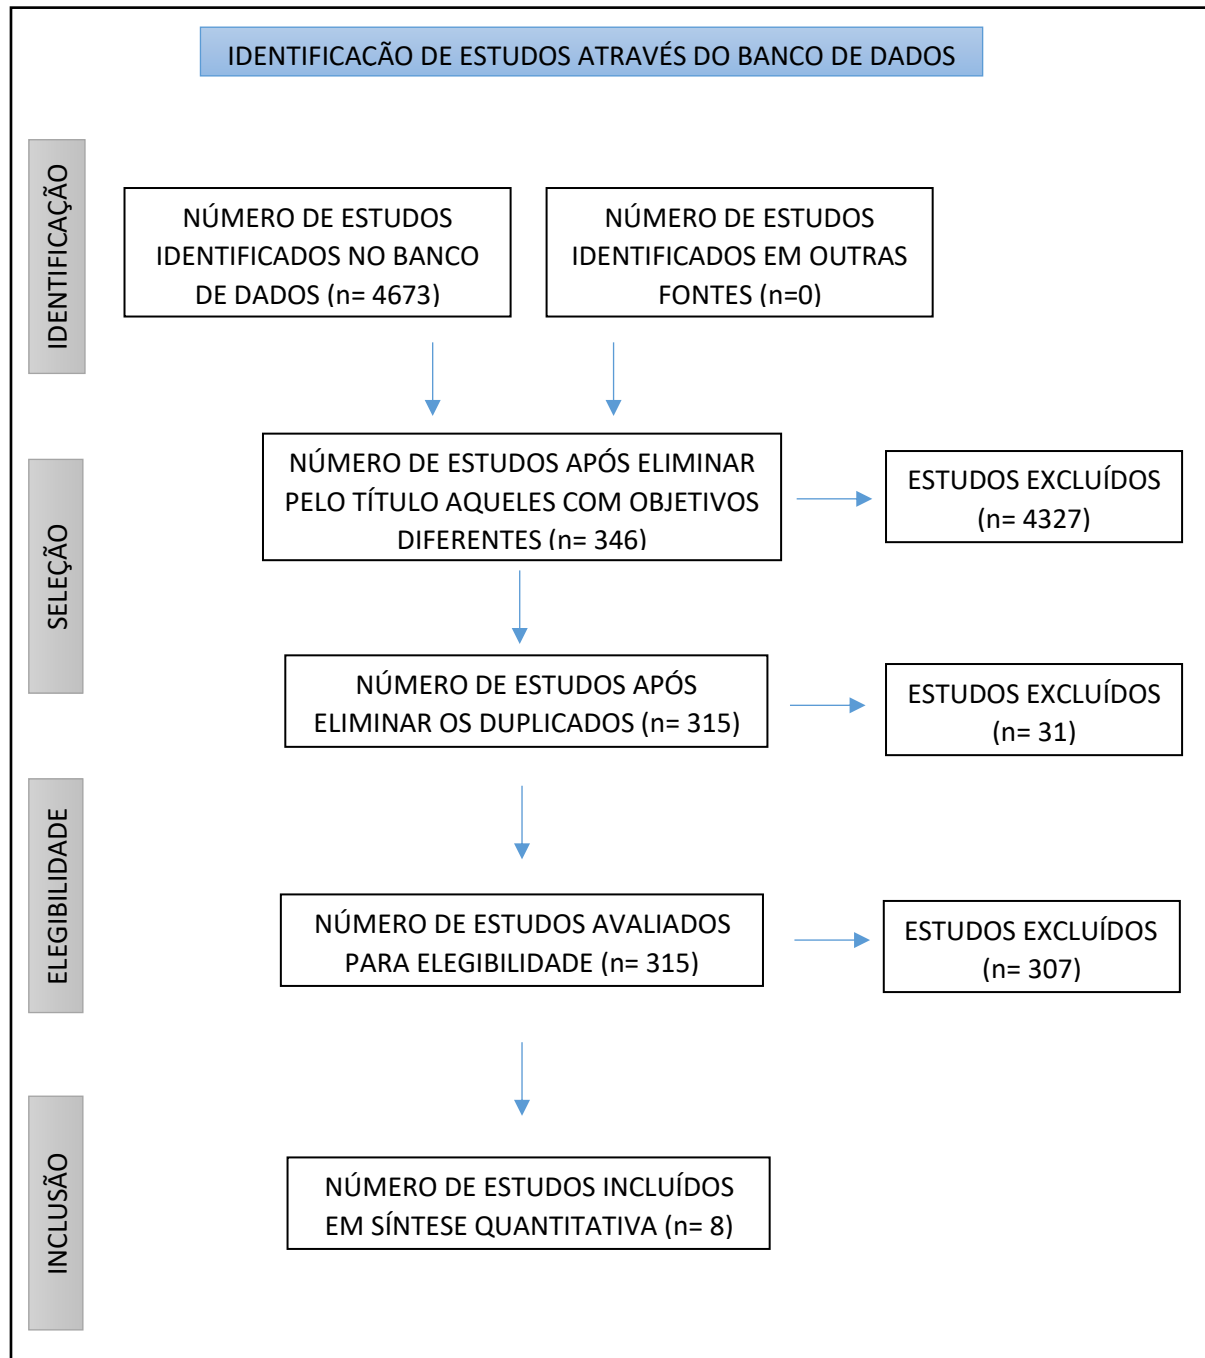 IDENTIFICAÇÃO DE ESTUDOS ATRAVÉS DO BANCO DE DADOS
IDENTIFICAÇÃO
NÚMERO DE ESTUDOS
IDENTIFICADOS NO BANCO
DE DADOS (n= 4673)
NÚMERO DE ESTUDOS
IDENTIFICADOS EM OUTRAS
FONTES (n=0)
SELEÇÃO
NÚMERO DE ESTUDOS APÓS ELIMINAR
PELO TÍTULO AQUELES COM OBJETIVOS
DIFERENTES (n= 346)
ESTUDOS EXCLUÍDOS
(n= 4327)
NÚMERO DE ESTUDOS APÓS
ELIMINAR OS DUPLICADOS (n= 315)
ESTUDOS EXCLUÍDOS
(n= 31)
ELEGIBILIDADE
NÚMERO DE ESTUDOS AVALIADOS
PARA ELEGIBILIDADE (n= 315)
ESTUDOS EXCLUÍDOS
(n= 307)
INCLUSÃO
NÚMERO DE ESTUDOS INCLUÍDOS
EM SÍNTESE QUANTITATIVA (n= 8)